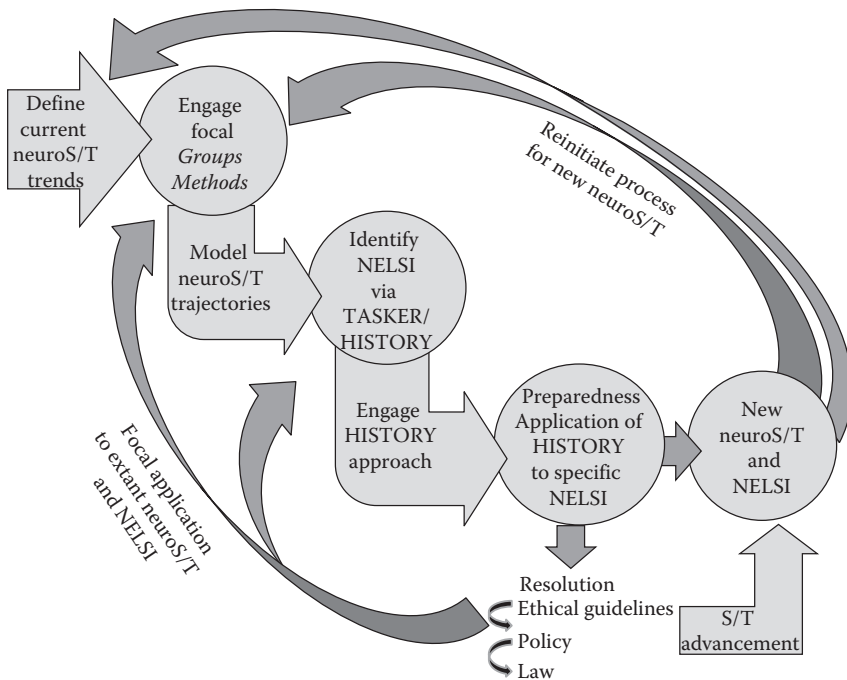 Define
current
neuroS/T
trends
Engage
focal
Groups
Methods
Model
neuroS/T
trajectories
Identify
NELSI
via
TASKER/
HISTORY
Engage
HISTORY
approach
Preparedness
Application of
HISTORY
to specific
NELSI
New
neuroS/T
and
NELSI
Reinitiate process
for new neuroS/T
Focal application
to extant neuroS/T
and NELSI
Resolution
Ethical guidelines
Policy
Law
S/T
advancement